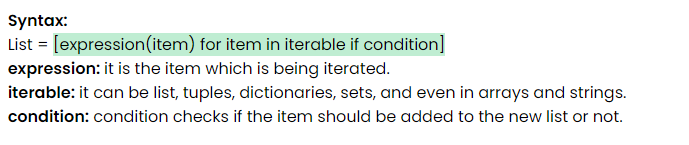 Syntax:
List = [expression(item) for item in iterable if condition]
expression: it is the item which is being iterated.
iterable: it can be list, tuples, dictionaries, sets, and even in arrays and strings.
condition: condition checks if the item should be added to the new list or not.